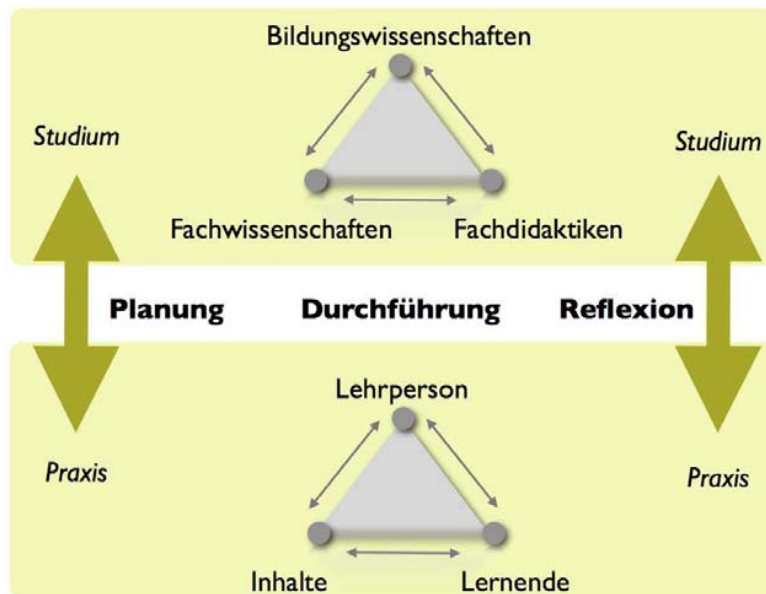 Bildungswissenschaften
Studium
Studium
Fachwissenschaften
Fachdidaktiken
Planung
Durchführung
Reflexion
Lehrperson
Praxis
Praxis
Inhalte
Lernende